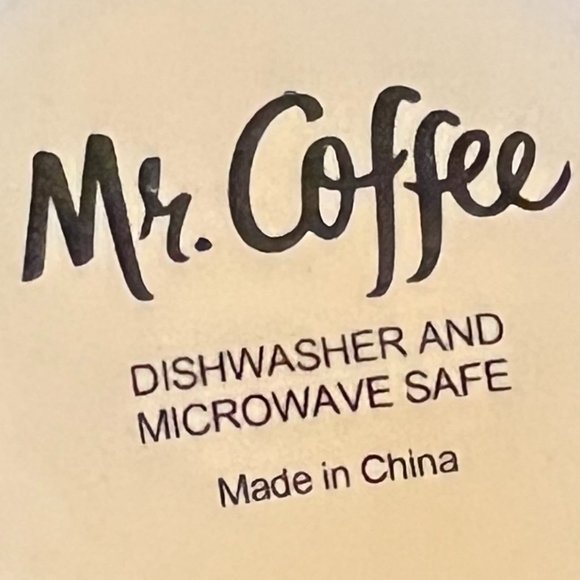 Mr. Coffee
DISHWASHER AND
MICROWAVE SAFE
Made in China